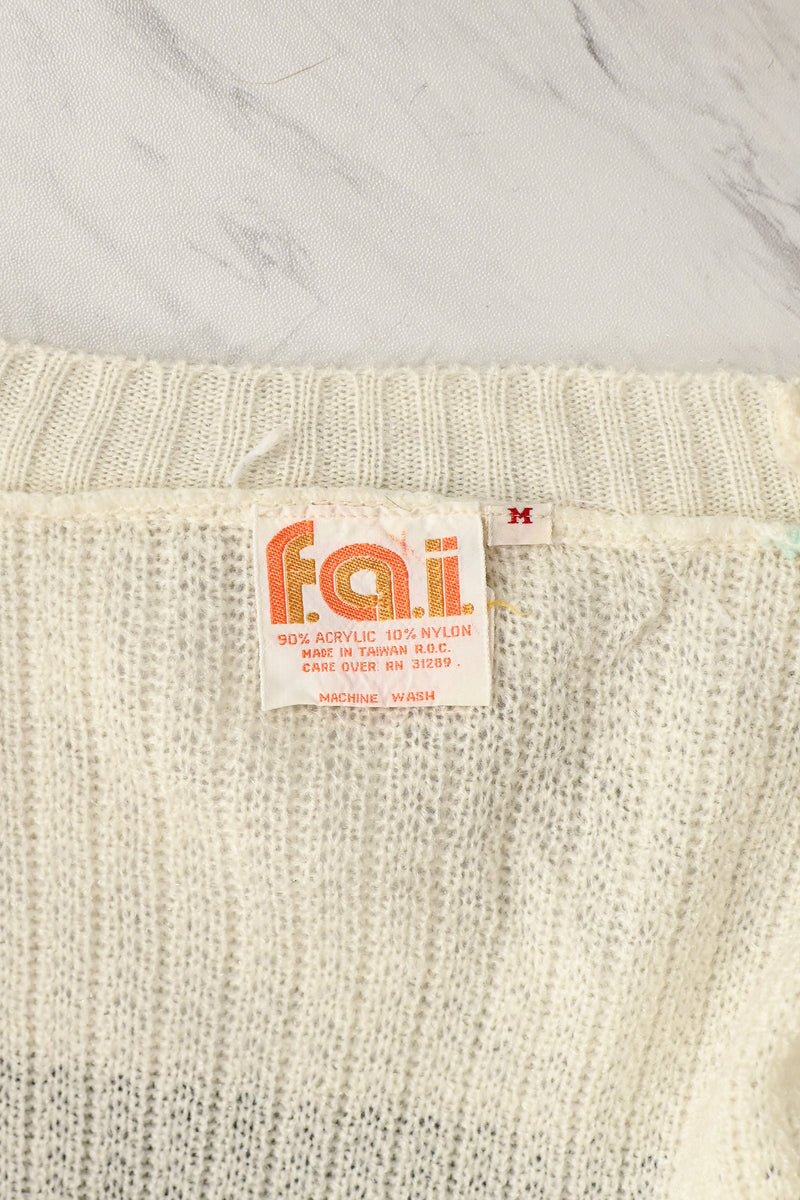 f.a.i.
M
90% ACRYLIC 10% NYLON
MADE IN TAIWAN R.O.C.
CARE OVER: RN 31289.
MACHINE WASH